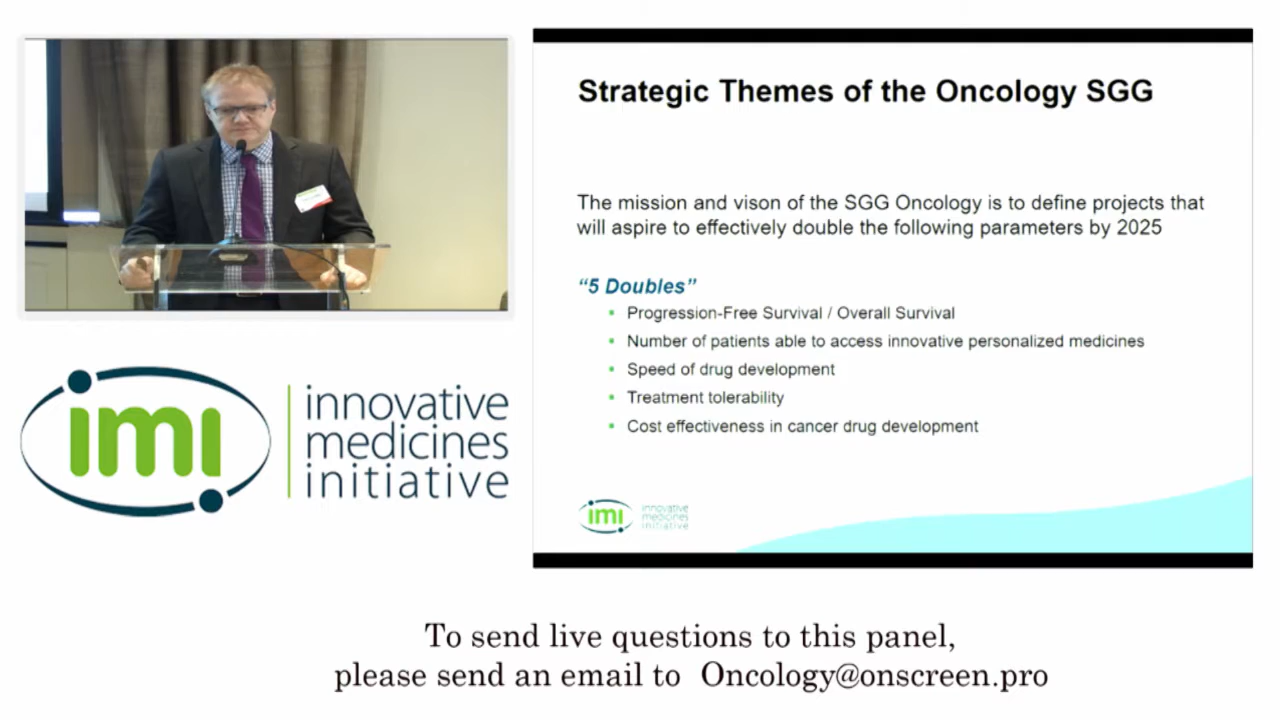 Strategic Themes of the Oncology SGG
The mission and vison of the SGG Oncology is to define projects that
will aspire to effectively double the following parameters by 2025
“5 Doubles”
Progression-Free Survival / Overall Survival
Number of patients able to access innovative personalized medicines
Speed of drug development
Treatment tolerability
Cost effectiveness in cancer drug development
imi
innovative
medicines
initiative
imi
innovative
medicines
initiative
To send live questions to this panel,
please send an email to Oncology@onscreen.pro